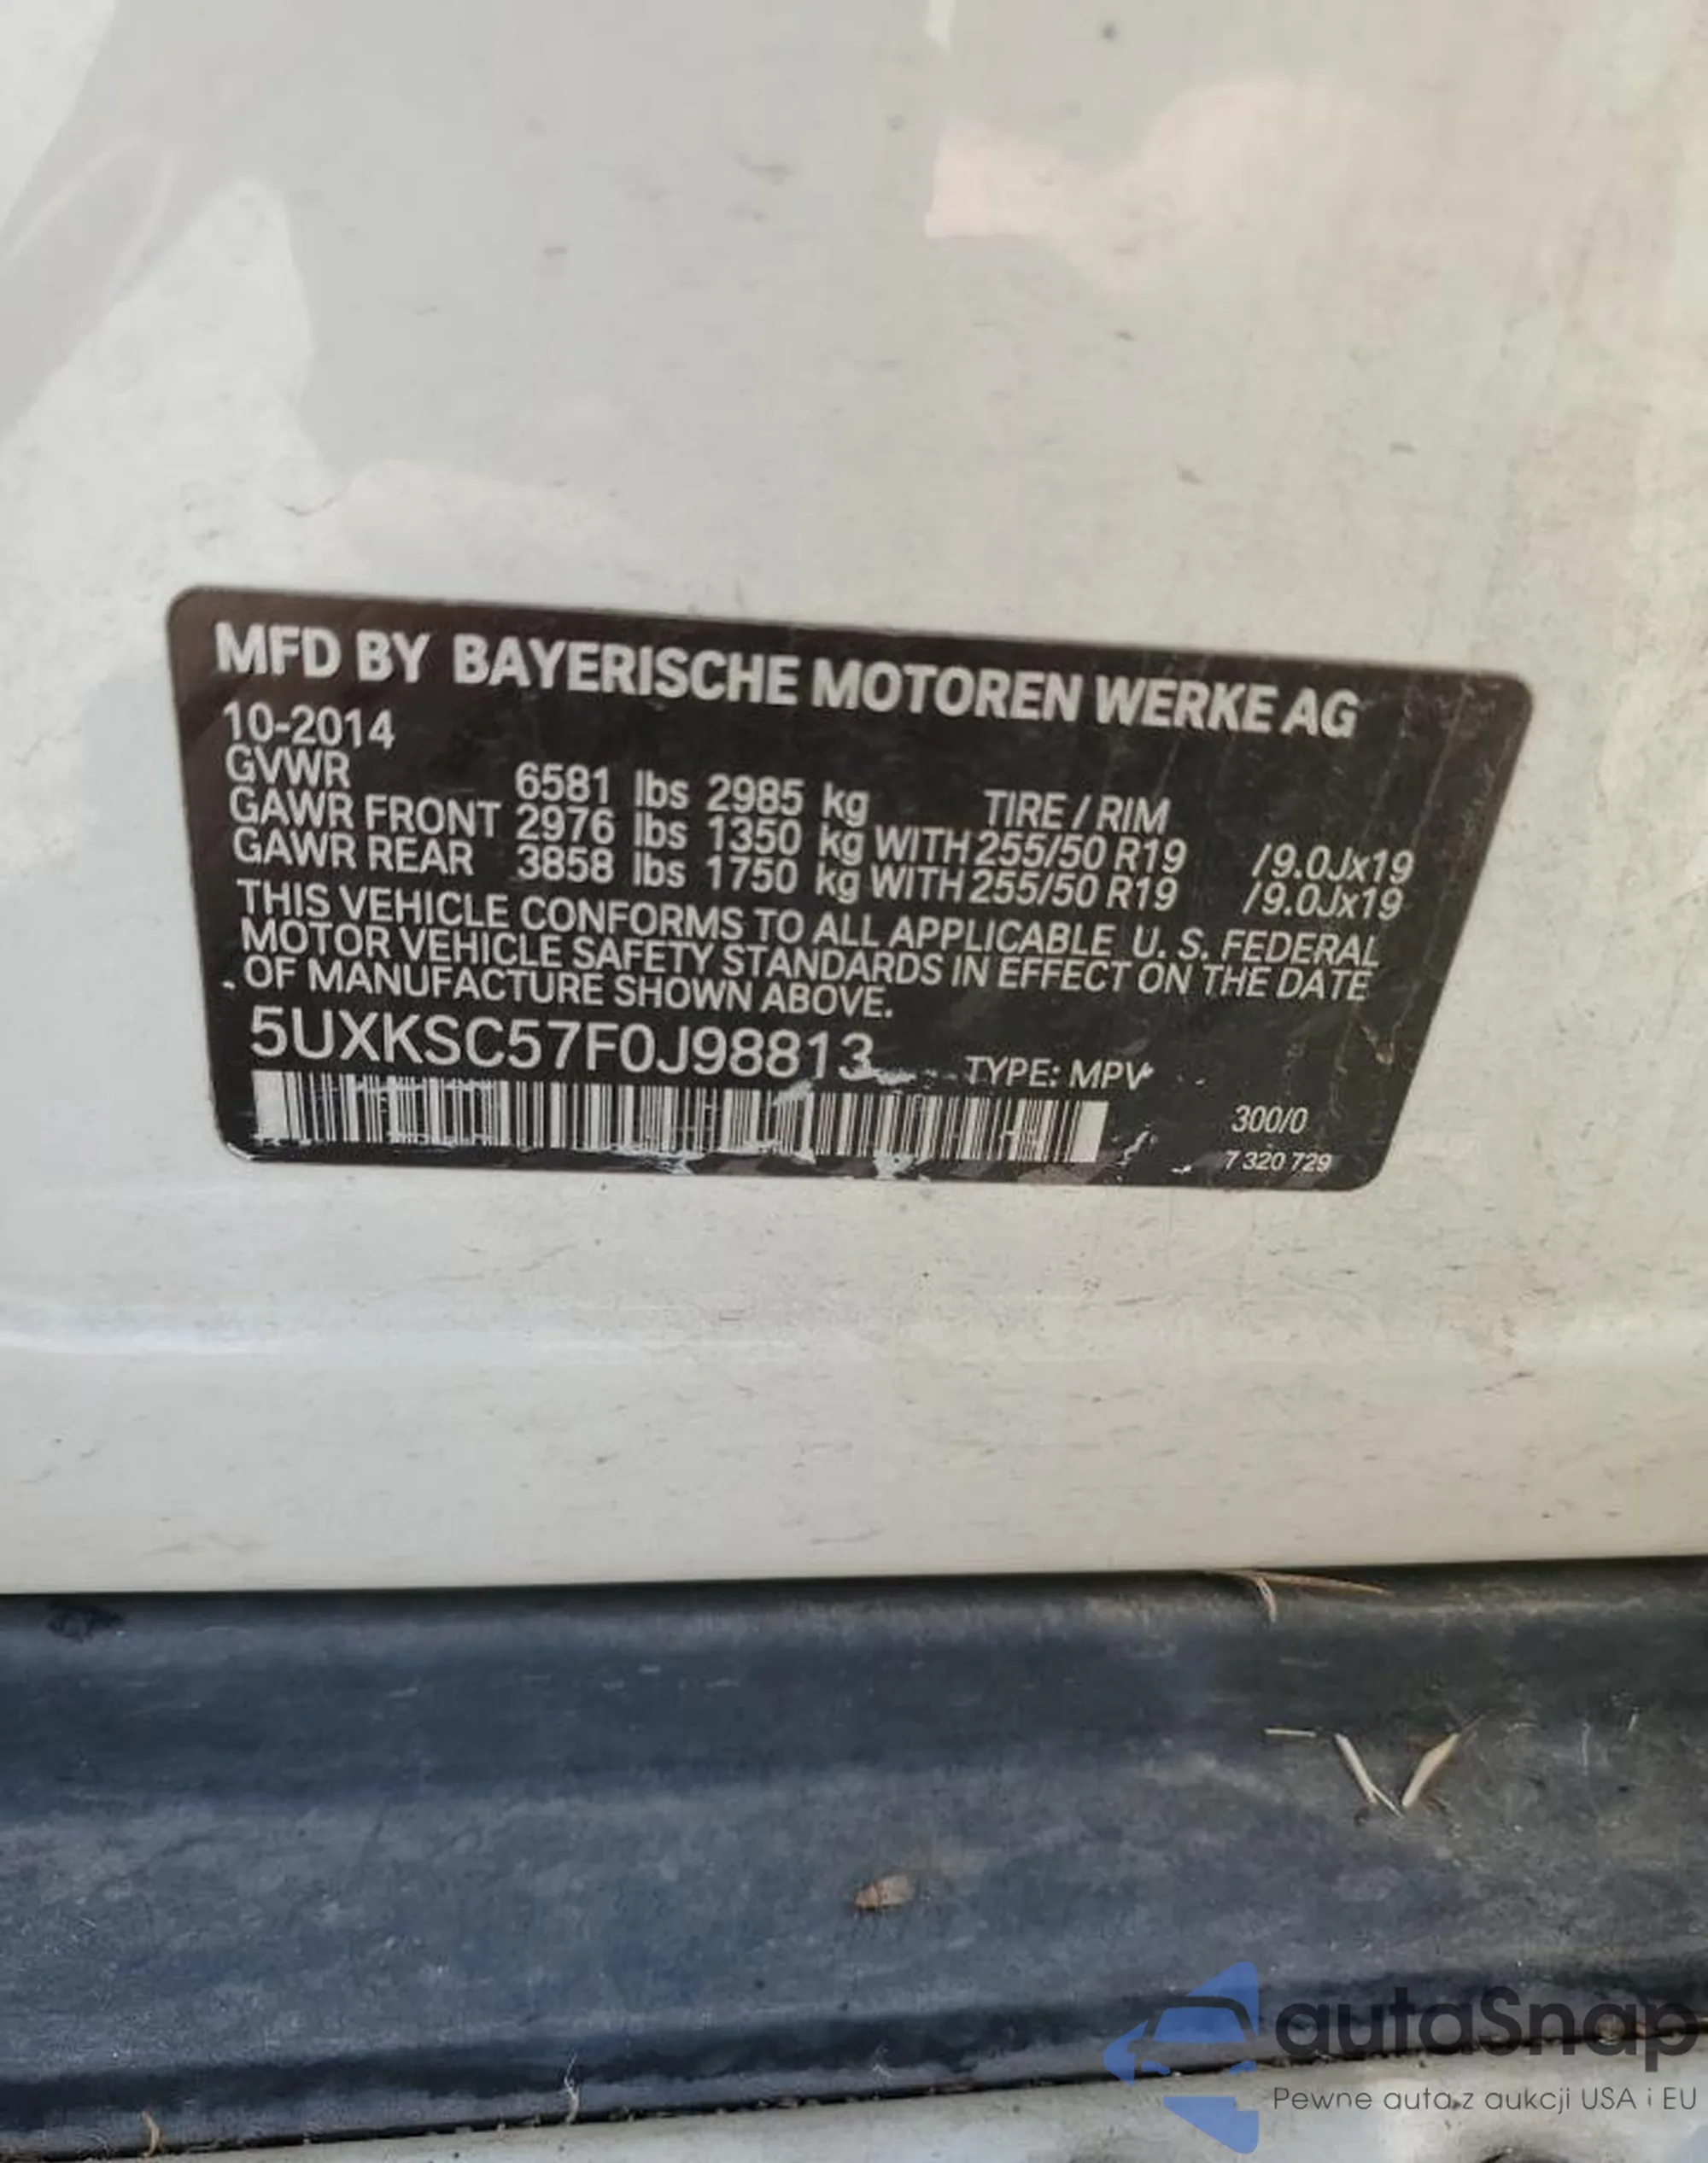 MFD BY BAYERISCHE MOTOREN WERKE AG
10-2014
GVWR 6581 lbs 2985 kg TIRE / RIM
GAWR FRONT 2976 lbs 1350 kg WITH 255/50 R19 /9.0Jx19
GAWR REAR 3858 lbs 1750 kg WITH 255/50 R19 /9.0Jx19
THIS VEHICLE CONFORMS TO ALL APPLICABLE U. S. FEDERAL
MOTOR VEHICLE SAFETY STANDARDS IN EFFECT ON THE DATE
OF MANUFACTURE SHOWN ABOVE.
5UXKSC57F0J98813 TYPE: MPV
300/0
7 320 729
autaSnap
Pewne auta z aukcji USA i EU